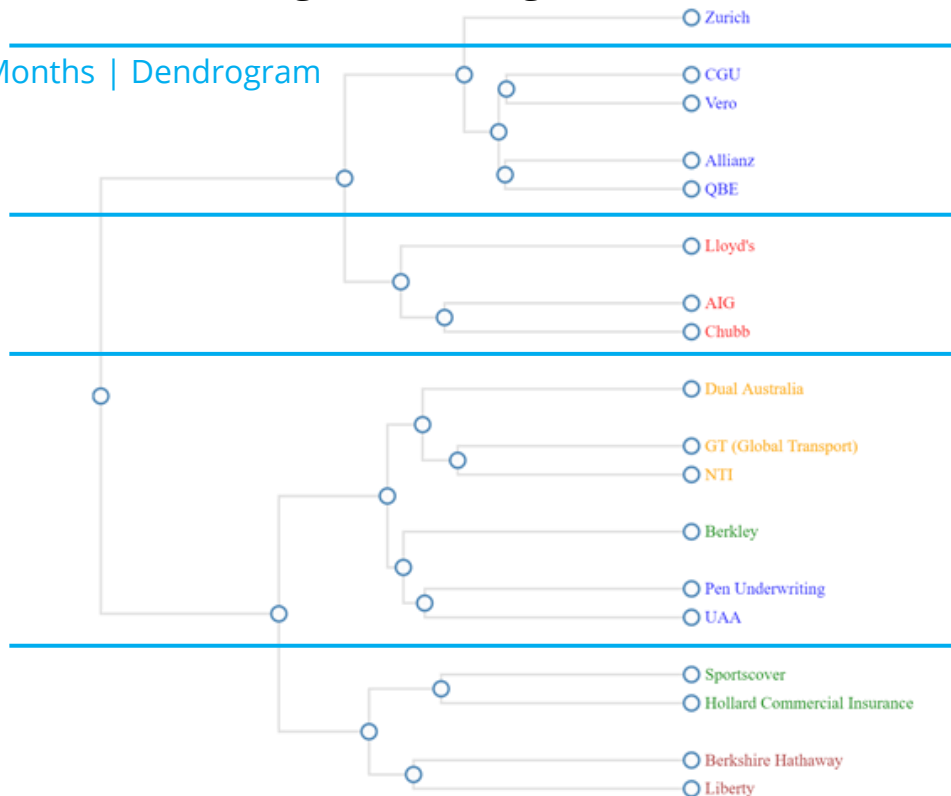 Zurich
Months | Dendrogram
CGU
Vero
Allianz
QBE
Lloyd's
AIG
Chubb
Dual Australia
GT (Global Transport)
NTI
Berkley
Pen Underwriting
UAA
Sportscover
Hollard Commercial Insurance
Berkshire Hathaway
Liberty